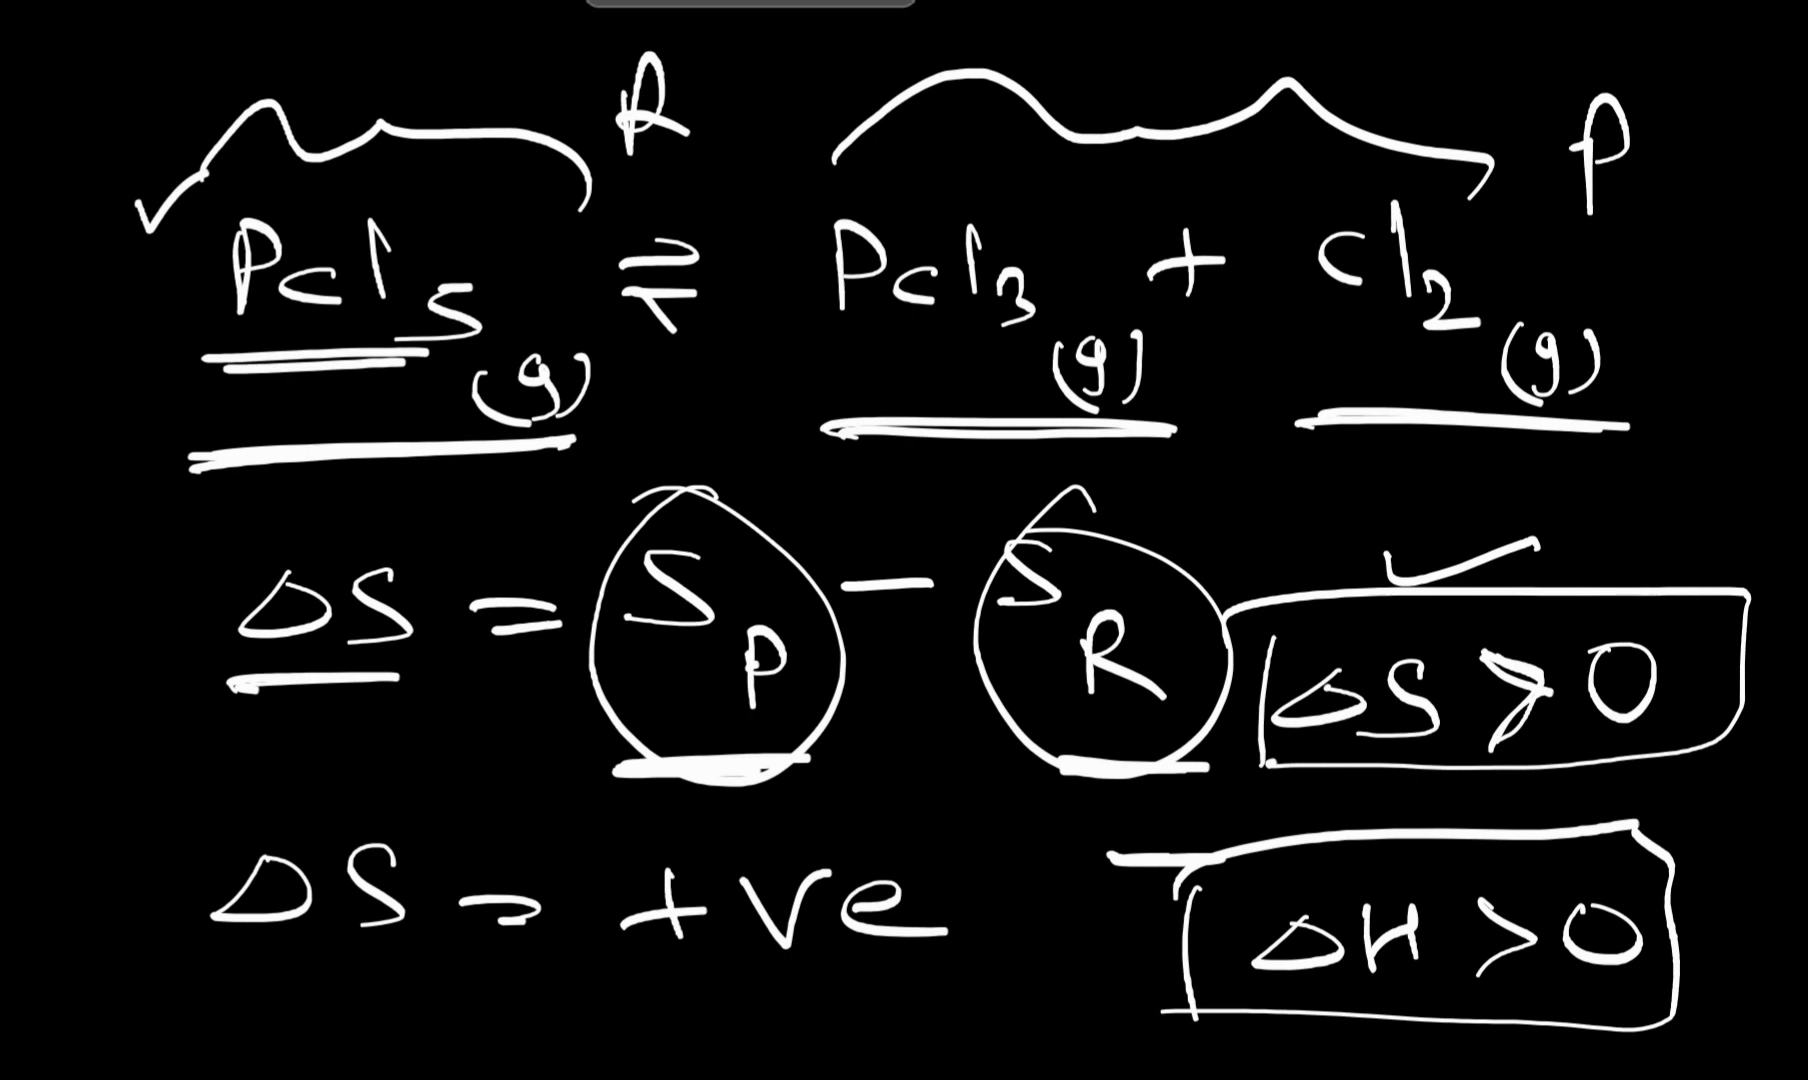 R P
PCl5(g) ⇌ PCl3(g) + Cl2(g)
ΔS = SP - SR
ΔS > 0
ΔS = +ve
ΔH > 0